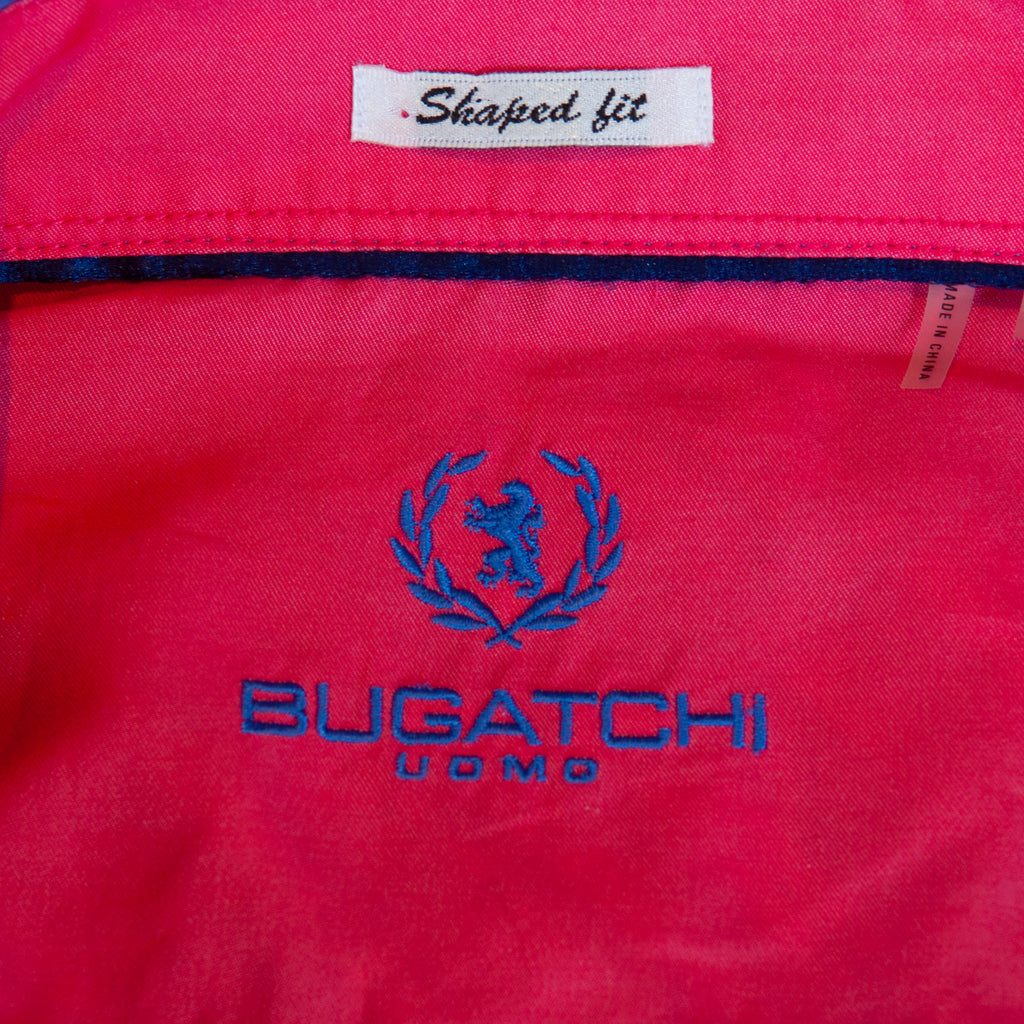 Shaped fit
MADE IN CHINA
BUGATCHI
UOMO